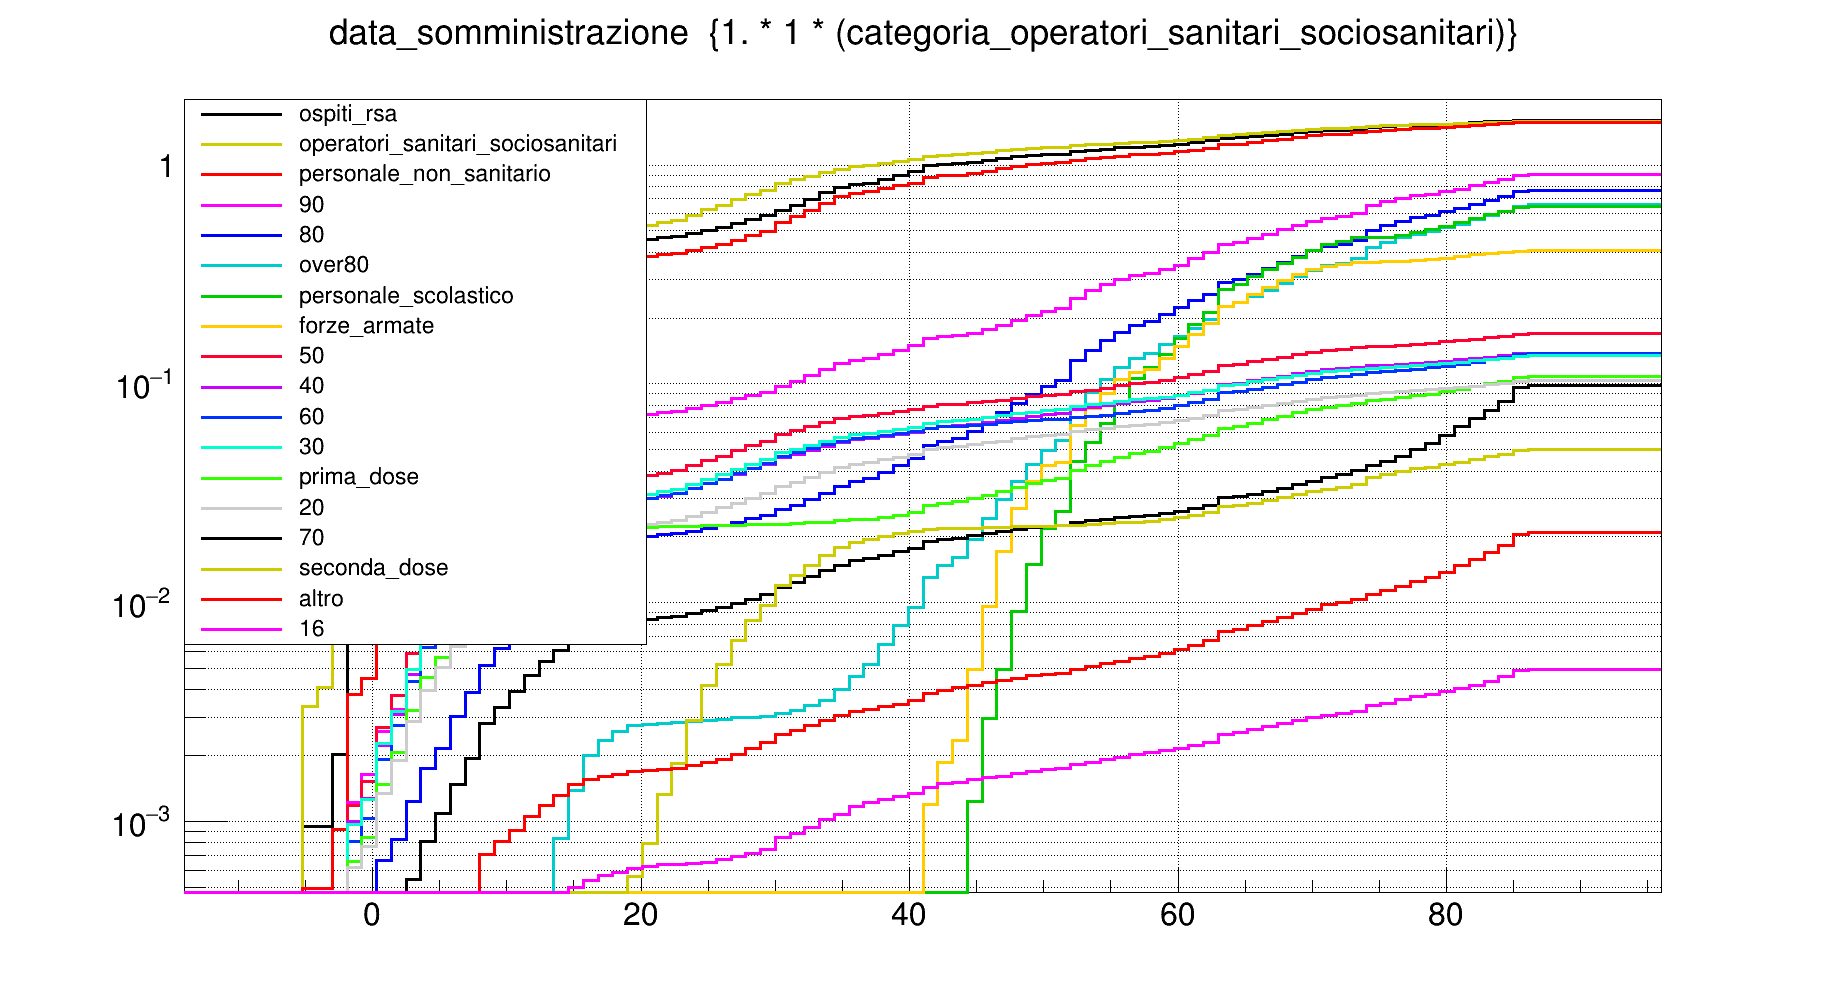 data_somministrazione {1. * 1 * (categoria_operatori_sanitari_sociosanitari)}
ospiti_rsa
operatori_sanitari_sociosanitari
personale_non_sanitario
90
80
over80
personale_scolastico
forze_armate
50
40
60
30
prima_dose
20
70
seconda_dose
altro
16
1
10⁻¹
10⁻²
10⁻³
0 20 40 60 80